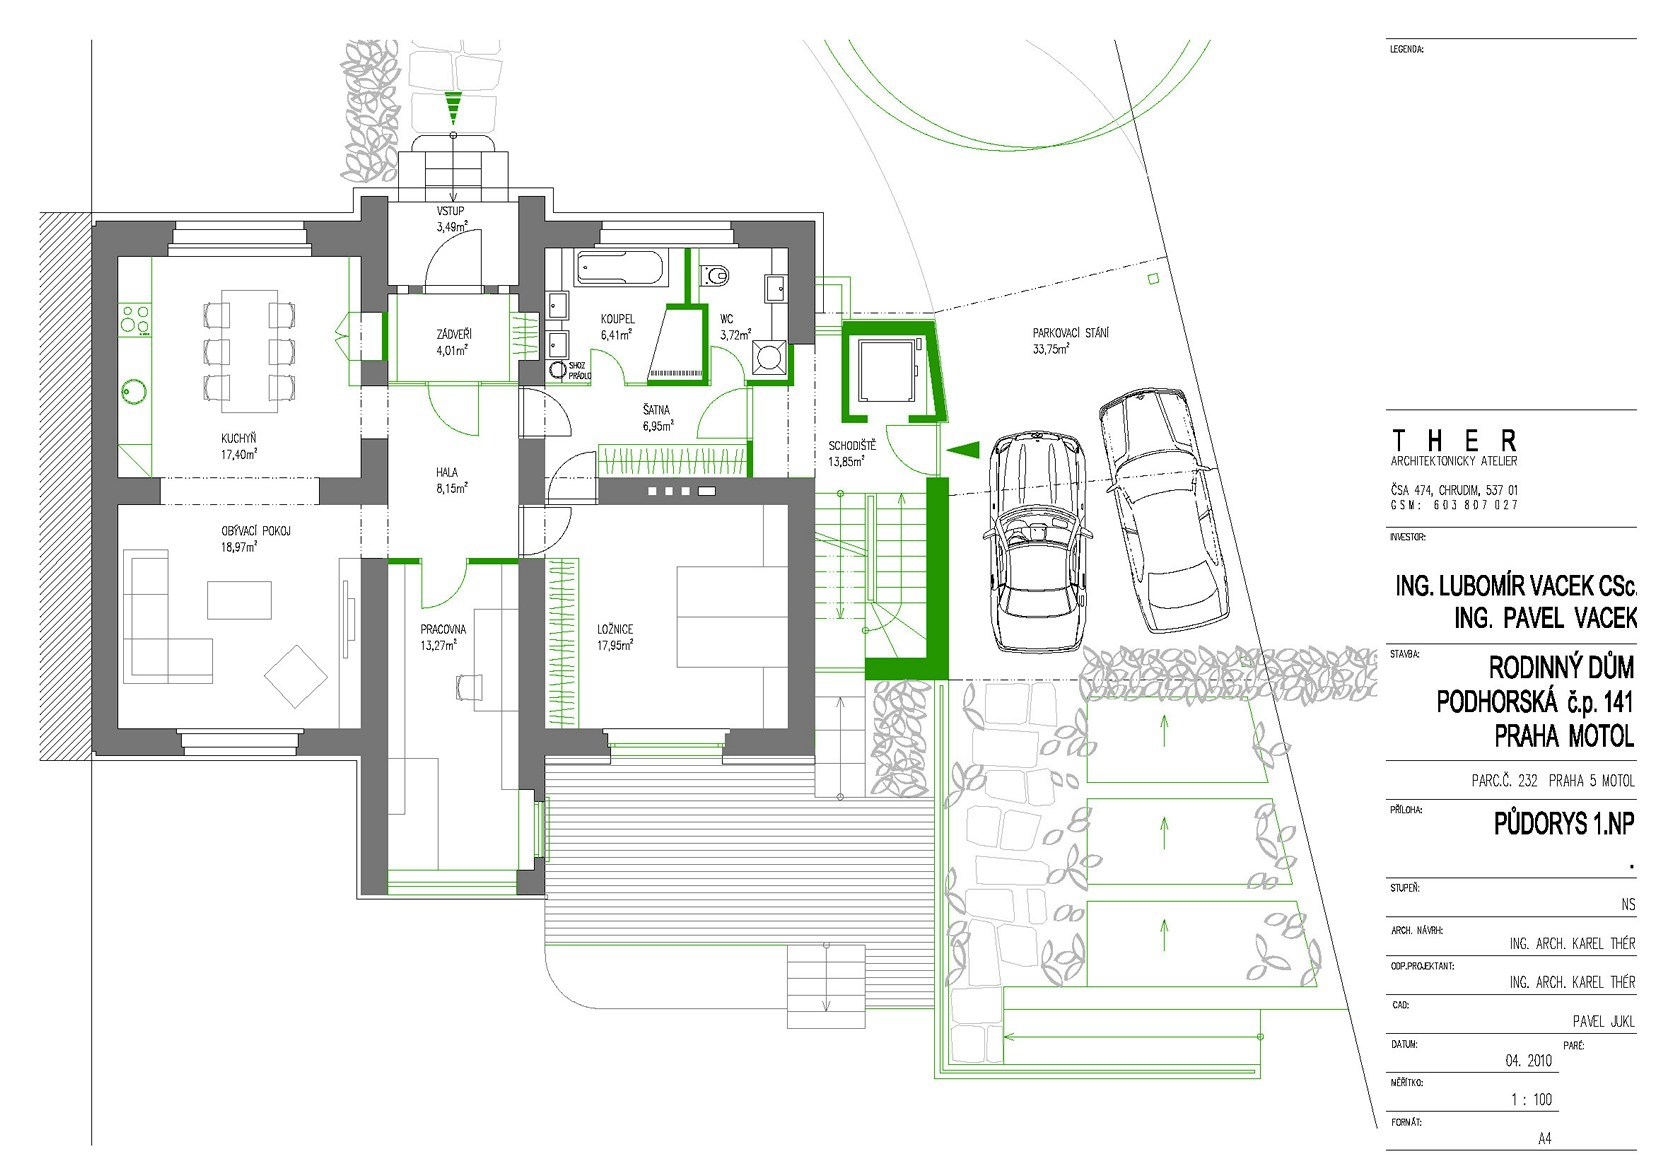 LEGENDA:
VSTUP
3,49m²
ZÁDVEŘÍ
4,01m²
KOUPEL
6,41m²
WC
3,72m²
SHOZ
PRÁDLO
PARKOVACÍ STÁNÍ
33,75m²
KUCHYŇ
17,40m²
ŠATNA
6,95m²
SCHODIŠTĚ
13,85m²
HALA
8,15m²
OBÝVACÍ POKOJ
18,97m²
PRACOVNA
13,27m²
LOŽNICE
17,95m²
THER
ARCHITEKTONICKÝ ATELIER
ČSA 474, CHRUDIM, 537 01
GSM: 603 807 027
INVESTOR:
ING. LUBOMÍR VACEK CSc.
ING. PAVEL VACEK
STAVBA:
RODINNÝ DŮM
PODHORSKÁ č.p. 141
PRAHA MOTOL
PARC.Č. 232 PRAHA 5 MOTOL
PŘÍLOHA:
PŮDORYS 1.NP
.
STUPEŇ:
NS
ARCH. NÁVRH:
ING. ARCH. KAREL THÉR
ODP.PROJEKTANT:
ING. ARCH. KAREL THÉR
CAD:
PAVEL JUKL
DATUM:
PARÉ:
04. 2010
MĚŘÍTKO:
1 : 100
FORMÁT:
A4